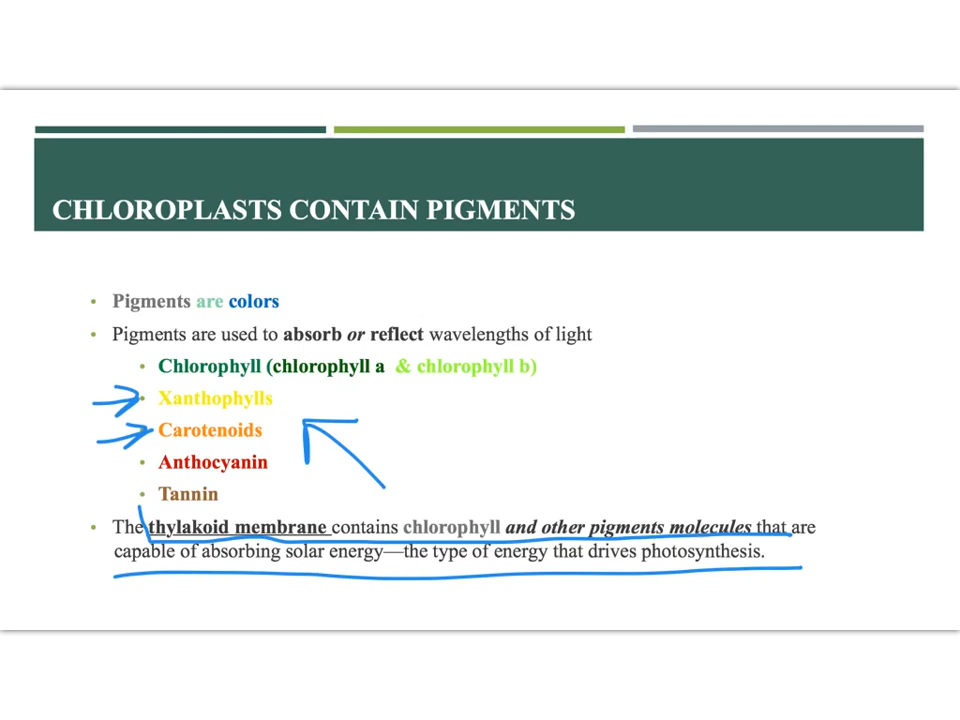 CHLOROPLASTS CONTAIN PIGMENTS
• Pigments are colors
• Pigments are used to absorb or reflect wavelengths of light
• Chlorophyll (chlorophyll a & chlorophyll b)
• Xanthophylls
Carotenoids
• Anthocyanin
• Tannin
• The thylakoid membrane contains chlorophyll and other pigments molecules that are
capable of absorbing solar energy—the type of energy that drives photosynthesis.